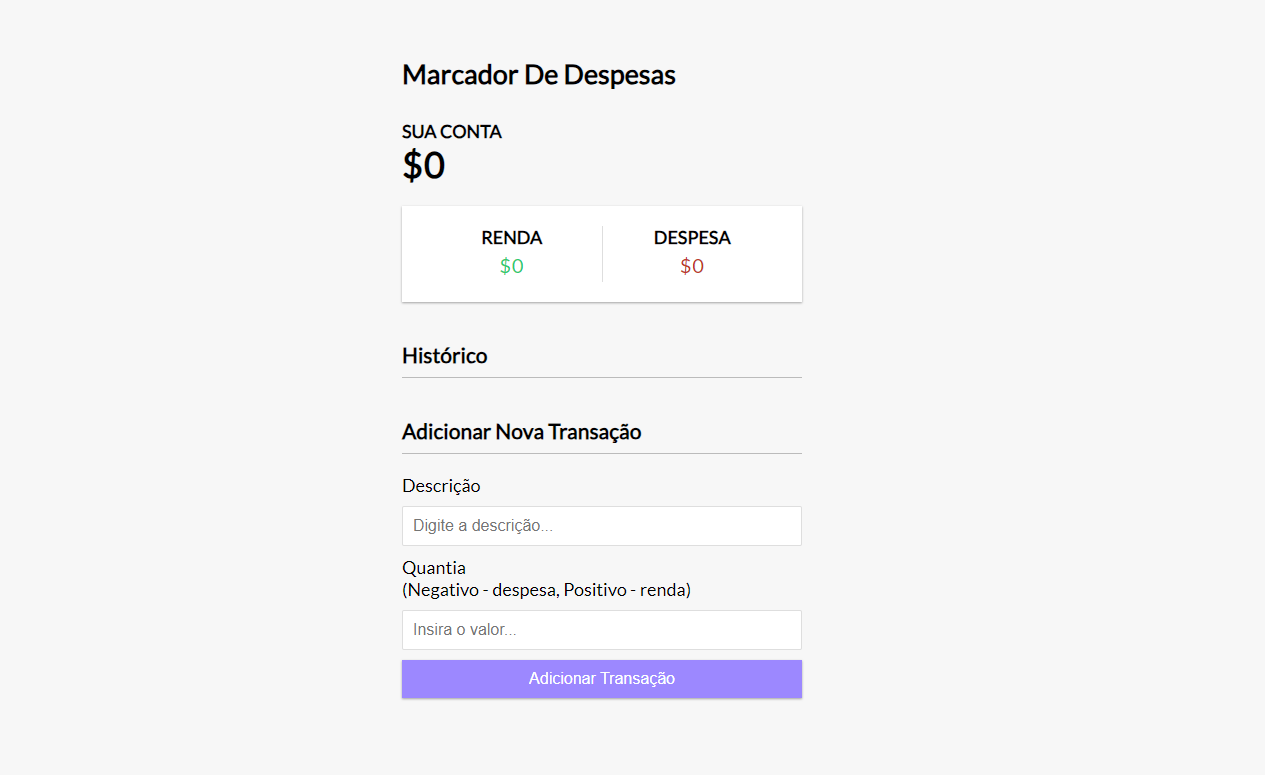 Marcador De Despesas
SUA CONTA
$0
RENDA
$0
DESPESA
$0
Histórico
Adicionar Nova Transação
Descrição
Digite a descrição...
Quantia
(Negativo - despesa, Positivo - renda)
Insira o valor...
Adicionar Transação